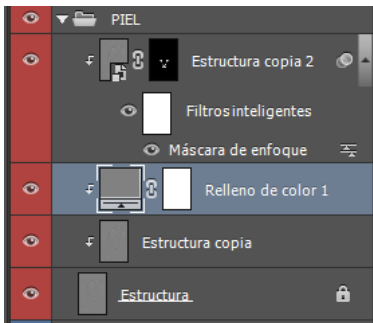 PIEL
Estructura copia 2
Filtros inteligentes
Máscara de enfoque
Relleno de color 1
Estructura copia
Estructura